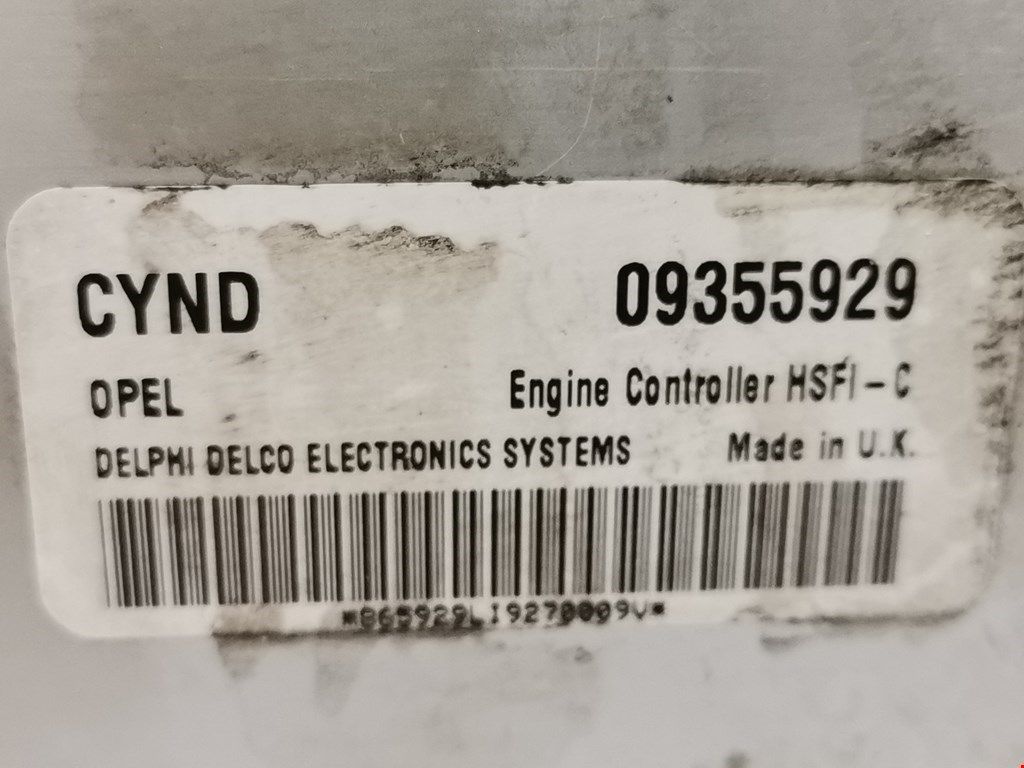 CYND 09355929
OPEL Engine Controller HSFI-C
DELPHI DELCO ELECTRONICS SYSTEMS Made in U.K.